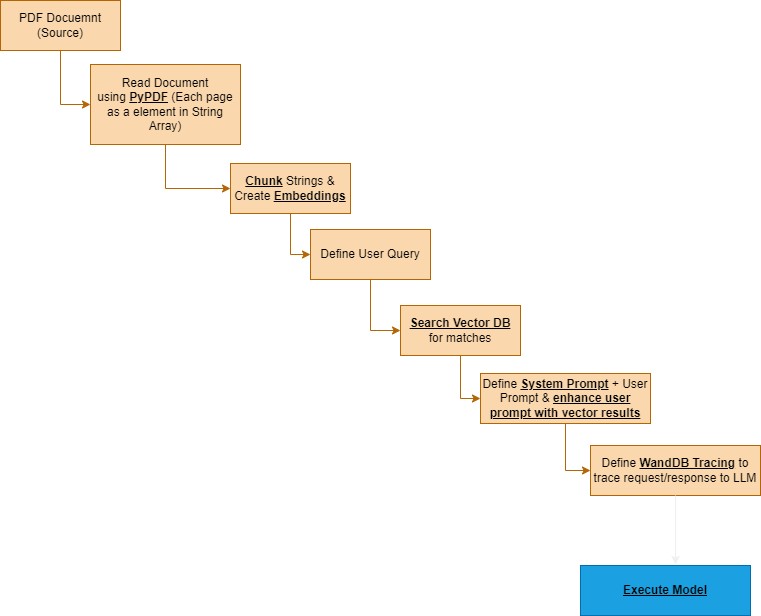 PDF Docuemnt
(Source)
Read Document
using PyPDF (Each page
as a element in String
Array)
Chunk Strings &
Create Embeddings
Define User Query
Search Vector DB
for matches
Define System Prompt + User
Prompt & enhance user
prompt with vector results
Define WandDB Tracing to
trace request/response to LLM
Execute Model